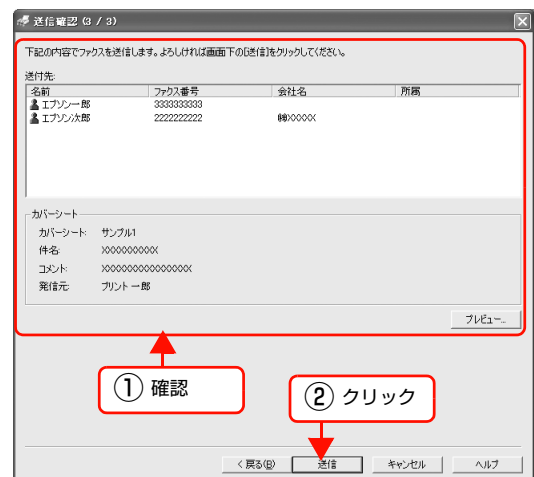 送信確認 (3 / 3)
下記の内容でファクスを送信します。よろしければ画面下の[送信]をクリックしてください。
送付先:
名前 ファクス番号 会社名 所属
エプソン一郎 3333333333
エプソン次郎 2222222222 ㈱XXXXX
カバーシート
カバーシート: サンプル1
件名: XXXXXXXXXX
コメント: XXXXXXXXXXXXXXXX
発信元: プリント 一郎
プレビュー...
① 確認
② クリック
< 戻る(B) 送信 キャンセル ヘルプ